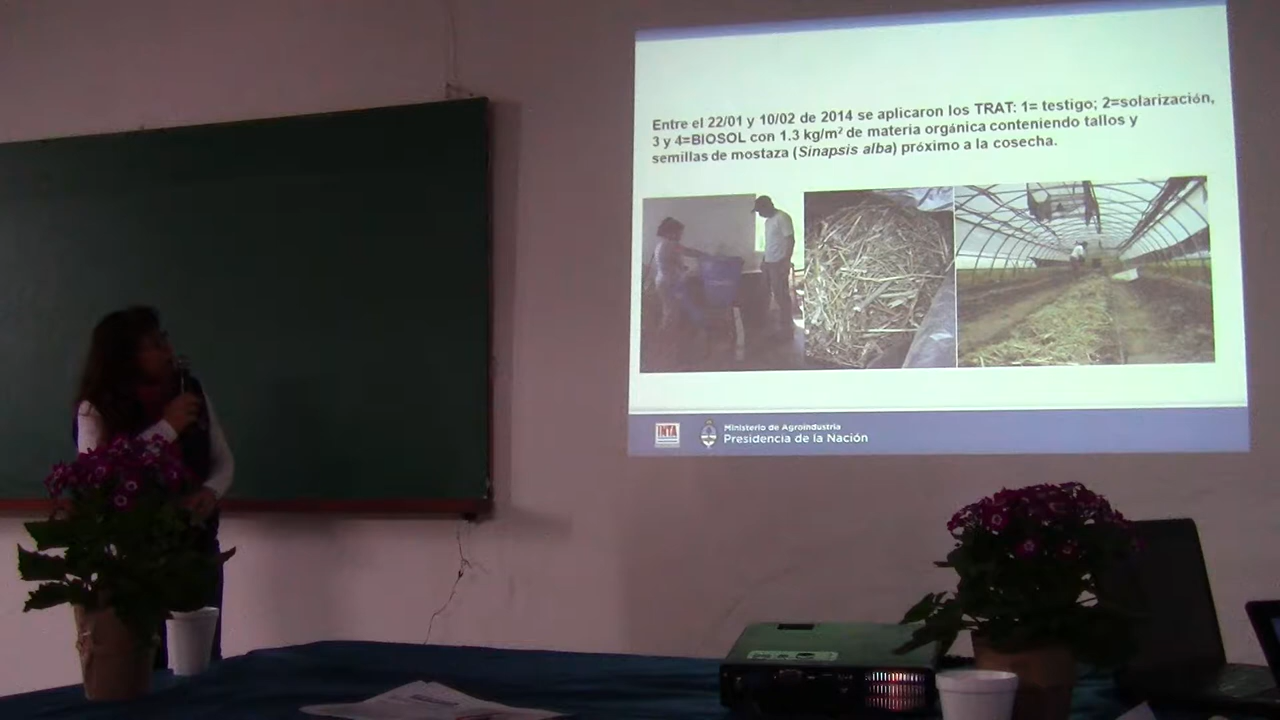 Entre el 22/01 y 10/02 de 2014 se aplicaron los TRAT: 1= testigo; 2=solarización,
3 y 4=BIOSOL con 1.3 kg/m² de materia orgánica conteniendo tallos y
semillas de mostaza (Sinapsis alba) próximo a la cosecha.
INTA
Ministerio de Agroindustria
Presidencia de la Nación